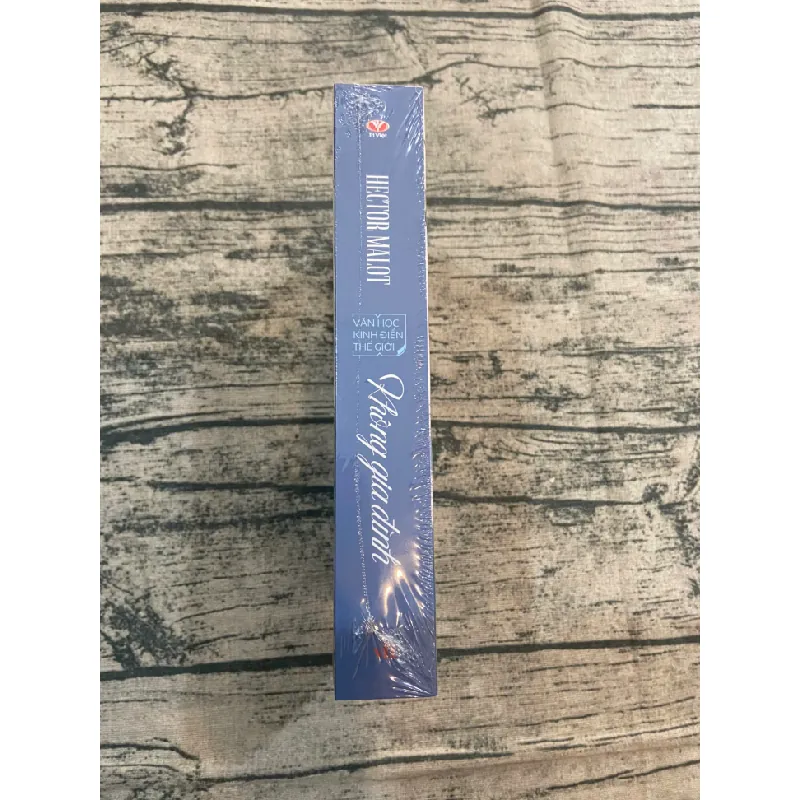 HECTOR MALOT
VĂN HỌC
KINH ĐIỂN
THẾ GIỚI
Không gia đình